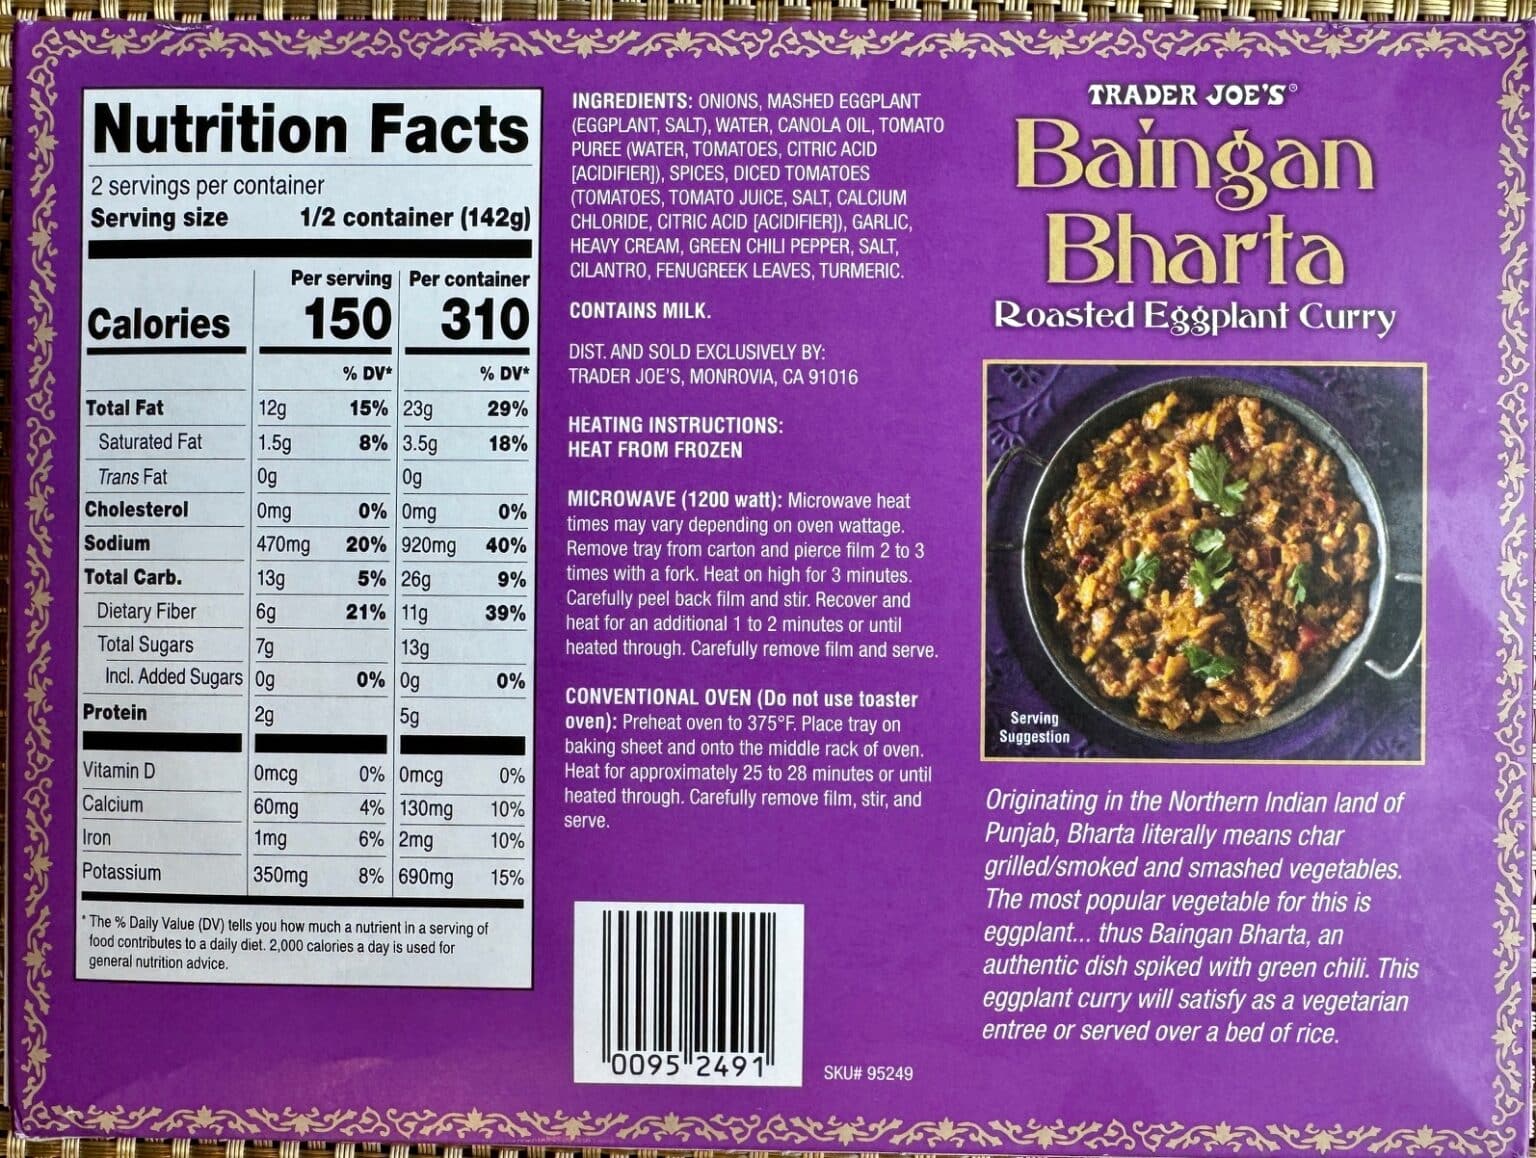 Nutrition Facts
2 servings per container
Serving size 1/2 container (142g)
Per serving Per container
Calories 150 310
% DV* % DV*
Total Fat 12g 15% 23g 29%
Saturated Fat 1.5g 8% 3.5g 18%
Trans Fat 0g 0g
Cholesterol 0mg 0% 0mg 0%
Sodium 470mg 20% 920mg 40%
Total Carb. 13g 5% 26g 9%
Dietary Fiber 6g 21% 11g 39%
Total Sugars 7g 13g
Incl. Added Sugars 0g 0% 0g 0%
Protein 2g 5g
Vitamin D 0mcg 0% 0mcg 0%
Calcium 60mg 4% 130mg 10%
Iron 1mg 6% 2mg 10%
Potassium 350mg 8% 690mg 15%
* The % Daily Value (DV) tells you how much a nutrient in a serving of
food contributes to a daily diet. 2,000 calories a day is used for
general nutrition advice.
INGREDIENTS: ONIONS, MASHED EGGPLANT
(EGGPLANT, SALT), WATER, CANOLA OIL, TOMATO
PUREE (WATER, TOMATOES, CITRIC ACID
[ACIDIFIER]), SPICES, DICED TOMATOES
(TOMATOES, TOMATO JUICE, SALT, CALCIUM
CHLORIDE, CITRIC ACID [ACIDIFIER]), GARLIC,
HEAVY CREAM, GREEN CHILI PEPPER, SALT,
CILANTRO, FENUGREEK LEAVES, TURMERIC.
CONTAINS MILK.
DIST. AND SOLD EXCLUSIVELY BY:
TRADER JOE'S, MONROVIA, CA 91016
HEATING INSTRUCTIONS:
HEAT FROM FROZEN
MICROWAVE (1200 watt): Microwave heat
times may vary depending on oven wattage.
Remove tray from carton and pierce film 2 to 3
times with a fork. Heat on high for 3 minutes.
Carefully peel back film and stir. Recover and
heat for an additional 1 to 2 minutes or until
heated through. Carefully remove film and serve.
CONVENTIONAL OVEN (Do not use toaster
oven): Preheat oven to 375°F. Place tray on
baking sheet and onto the middle rack of oven.
Heat for approximately 25 to 28 minutes or until
heated through. Carefully remove film, stir, and
serve.
0095 2491
SKU# 95249
TRADER JOE'S®
Baingan
Bharta
Roasted Eggplant Curry
Serving
Suggestion
Originating in the Northern Indian land of
Punjab, Bharta literally means char
grilled/smoked and smashed vegetables.
The most popular vegetable for this is
eggplant... thus Baingan Bharta, an
authentic dish spiked with green chili. This
eggplant curry will satisfy as a vegetarian
entree or served over a bed of rice.